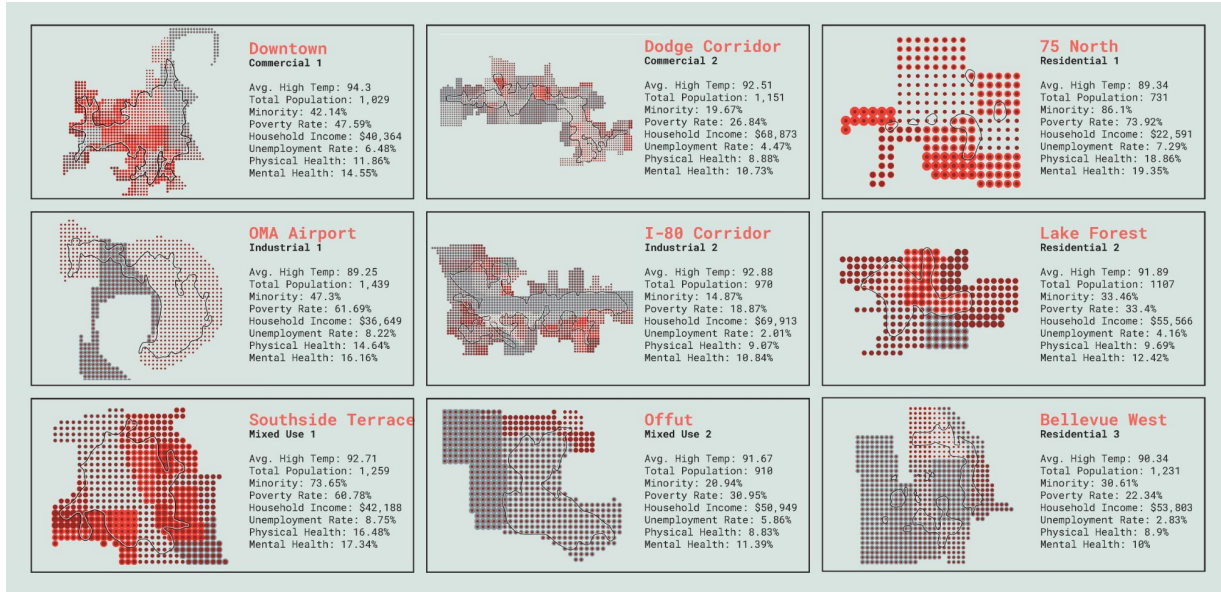 Downtown
Commercial 1
Avg. High Temp: 94.3
Total Population: 1,029
Minority: 42.14%
Poverty Rate: 47.59%
Household Income: $40,364
Unemployment Rate: 6.48%
Physical Health: 11.86%
Mental Health: 14.55%
Dodge Corridor
Commercial 2
Avg. High Temp: 92.51
Total Population: 1,151
Minority: 19.67%
Poverty Rate: 26.84%
Household Income: $68,873
Unemployment Rate: 4.47%
Physical Health: 8.88%
Mental Health: 10.73%
75 North
Residential 1
Avg. High Temp: 89.34
Total Population: 731
Minority: 86.1%
Poverty Rate: 73.92%
Household Income: $22,591
Unemployment Rate: 7.29%
Physical Health: 18.86%
Mental Health: 19.35%
OMA Airport
Industrial 1
Avg. High Temp: 89.25
Total Population: 1,439
Minority: 47.3%
Poverty Rate: 61.69%
Household Income: $36,649
Unemployment Rate: 8.22%
Physical Health: 14.64%
Mental Health: 16.16%
I-80 Corridor
Industrial 2
Avg. High Temp: 92.88
Total Population: 970
Minority: 14.87%
Poverty Rate: 18.87%
Household Income: $69,913
Unemployment Rate: 2.01%
Physical Health: 9.07%
Mental Health: 10.84%
Lake Forest
Residential 2
Avg. High Temp: 91.89
Total Population: 1107
Minority: 33.46%
Poverty Rate: 33.4%
Household Income: $55,566
Unemployment Rate: 4.16%
Physical Health: 9.69%
Mental Health: 12.42%
Southside Terrace
Mixed Use 1
Avg. High Temp: 92.71
Total Population: 1,259
Minority: 73.65%
Poverty Rate: 60.78%
Household Income: $42,188
Unemployment Rate: 8.75%
Physical Health: 16.48%
Mental Health: 17.34%
Offut
Mixed Use 2
Avg. High Temp: 91.67
Total Population: 910
Minority: 20.94%
Poverty Rate: 30.95%
Household Income: $50,949
Unemployment Rate: 5.86%
Physical Health: 8.83%
Mental Health: 11.39%
Bellevue West
Residential 3
Avg. High Temp: 90.34
Total Population: 1,231
Minority: 30.61%
Poverty Rate: 22.34%
Household Income: $53,803
Unemployment Rate: 2.83%
Physical Health: 8.9%
Mental Health: 10%